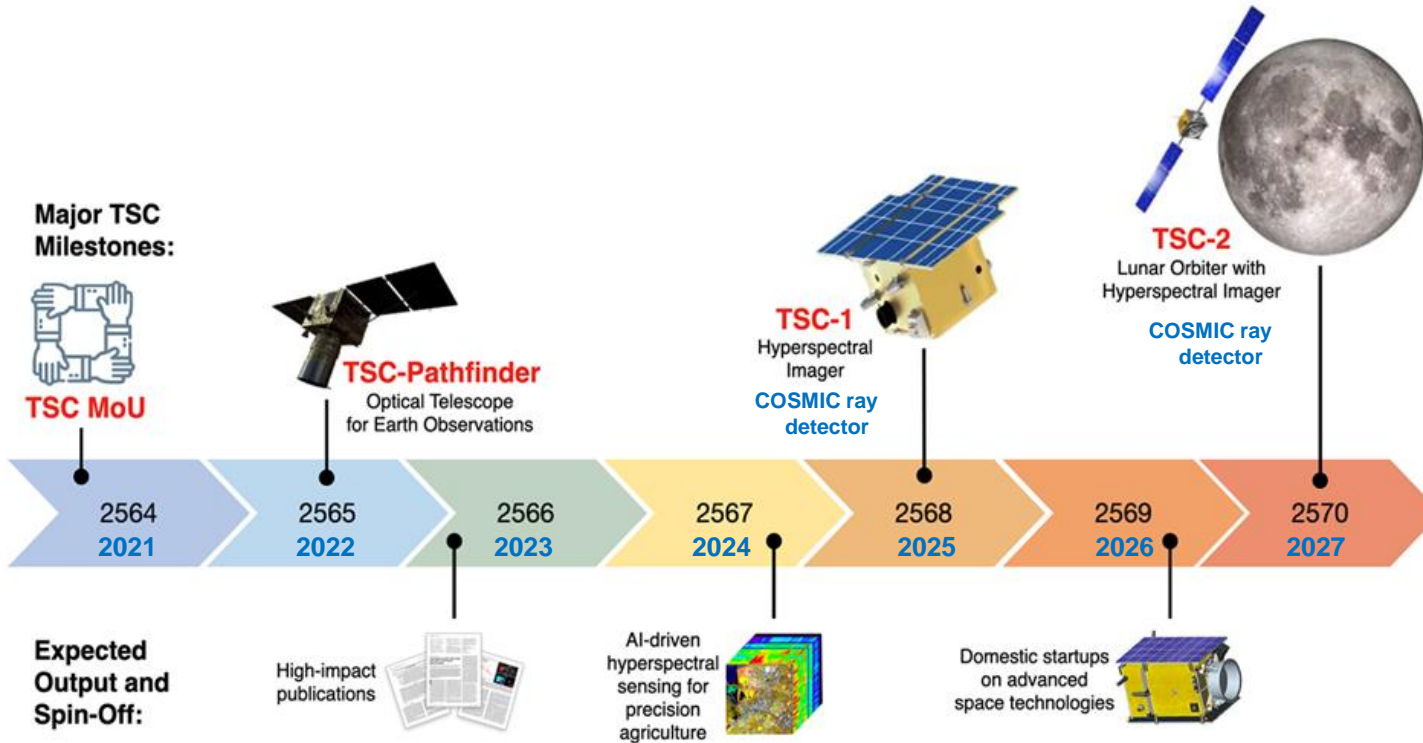 Major TSC
Milestones:
TSC MoU
TSC-Pathfinder
Optical Telescope
for Earth Observations
TSC-1
Hyperspectral
Imager
COSMIC ray
detector
TSC-2
Lunar Orbiter with
Hyperspectral Imager
COSMIC ray
detector
2564
2021
2565
2022
2566
2023
2567
2024
2568
2025
2569
2026
2570
2027
Expected
Output and
Spin-Off:
High-impact
publications
AI-driven
hyperspectral
sensing for
precision
agriculture
Domestic startups
on advanced
space technologies